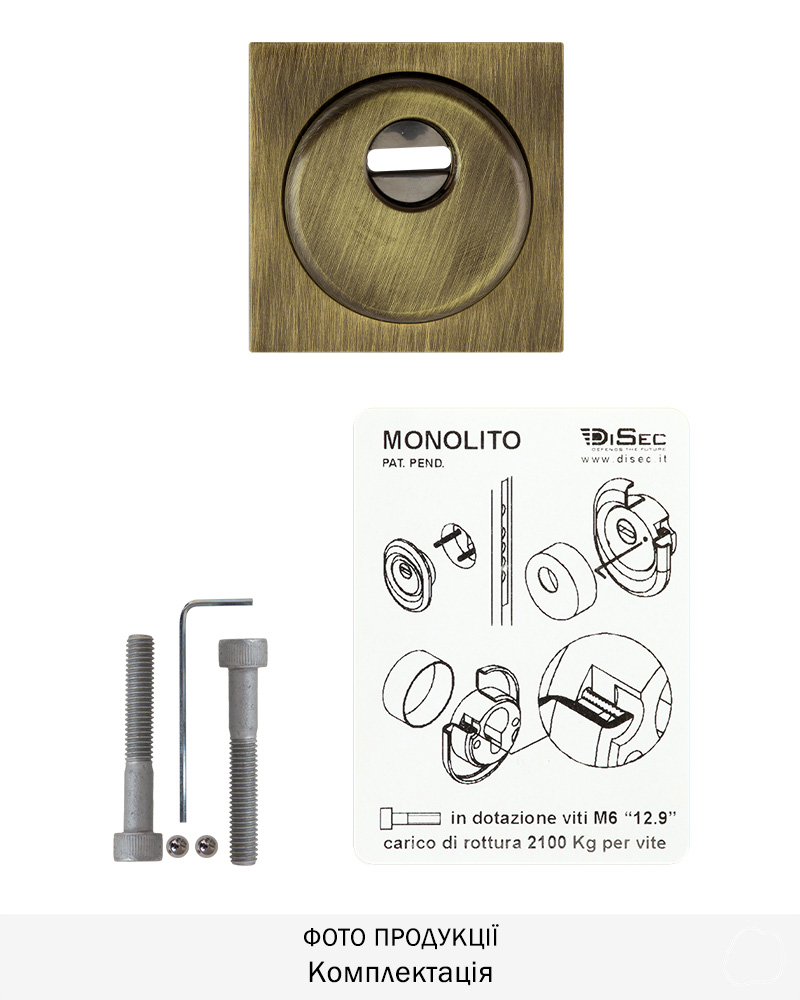 MONOLITO
PAT. PEND.
DISEC
DEFENDS THE FUTURE
www.disec.it
in dotazione viti M6 “12.9”
carico di rottura 2100 Kg per vite
ФОТО ПРОДУКЦІЇ
Комплектація